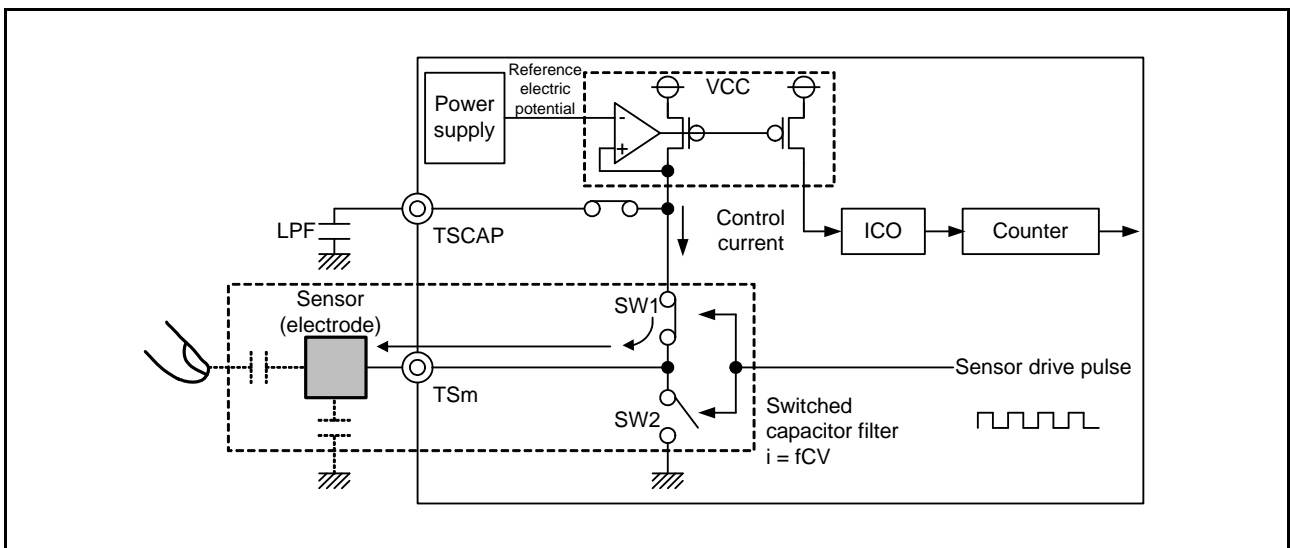 Power
supply
Reference
electric
potential
VCC
-
+
LPF
TSCAP
Control
current
ICO
Counter
Sensor
(electrode)
SW1
TSm
SW2
Sensor drive pulse
Switched
capacitor filter
i = fCV